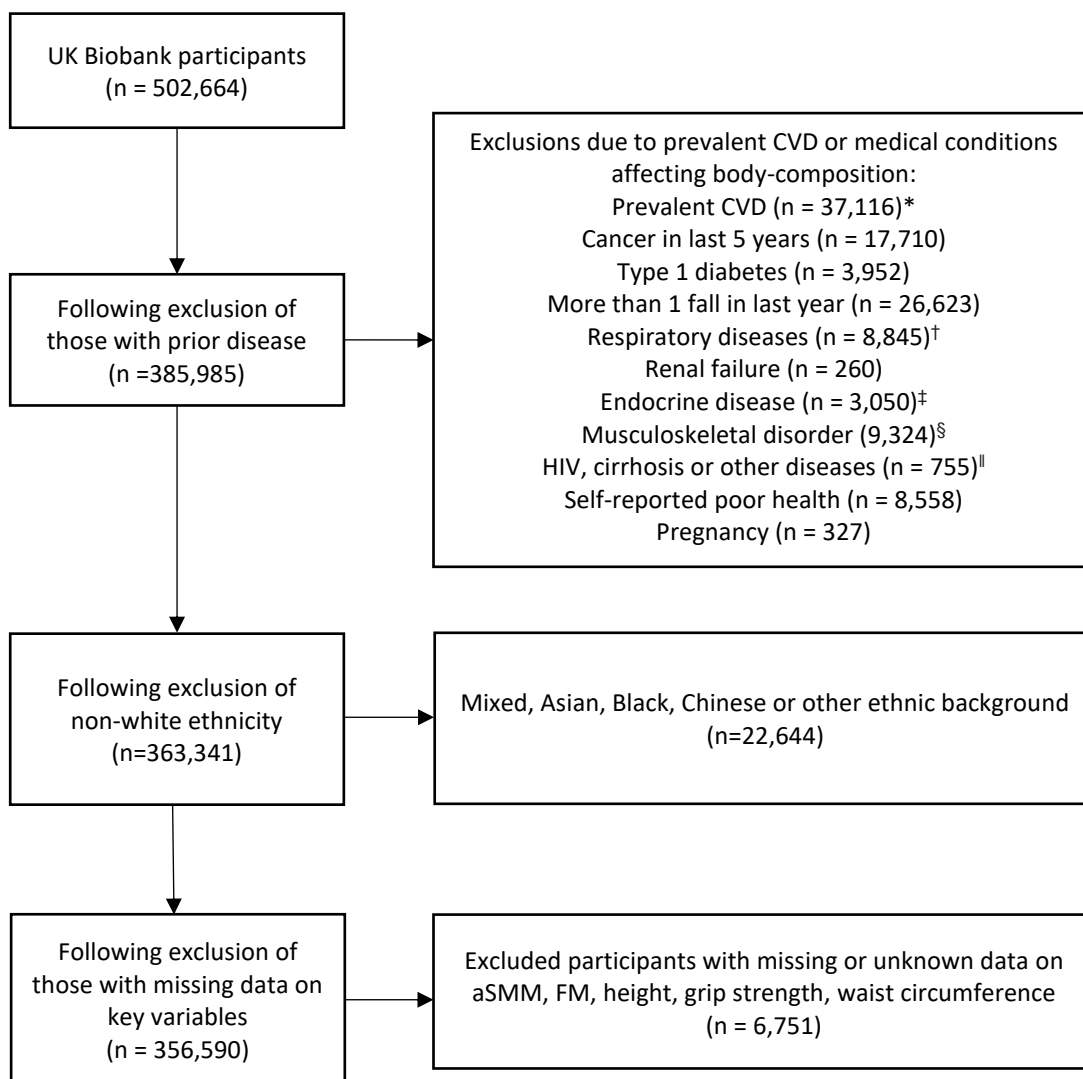 UK Biobank participants
(n = 502,664)
Exclusions due to prevalent CVD or medical conditions
affecting body-composition:
Prevalent CVD (n = 37,116)*
Cancer in last 5 years (n = 17,710)
Type 1 diabetes (n = 3,952)
More than 1 fall in last year (n = 26,623)
Respiratory diseases (n = 8,845)†
Renal failure (n = 260)
Endocrine disease (n = 3,050)‡
Musculoskeletal disorder (9,324)§
HIV, cirrhosis or other diseases (n = 755)‖
Self-reported poor health (n = 8,558)
Pregnancy (n = 327)
Following exclusion of
those with prior disease
(n =385,985)
Following exclusion of
non-white ethnicity
(n=363,341)
Mixed, Asian, Black, Chinese or other ethnic background
(n=22,644)
Following exclusion of
those with missing data on
key variables
(n = 356,590)
Excluded participants with missing or unknown data on
aSMM, FM, height, grip strength, waist circumference
(n = 6,751)